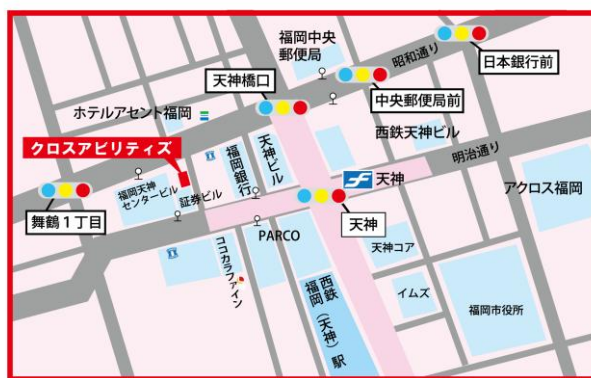 福岡中央
郵便局
昭和通り
日本銀行前
天神橋口
中央郵便局前
ホテルアセント福岡
西鉄天神ビル
明治通り
クロスアビリティズ
天神ビル
福岡銀行
天神
アクロス福岡
福岡天神
センタービル
証券ビル
舞鶴1丁目
天神
PARCO
天神コア
ココカラファイン
西鉄
福岡(天神)駅
イムズ
福岡市役所